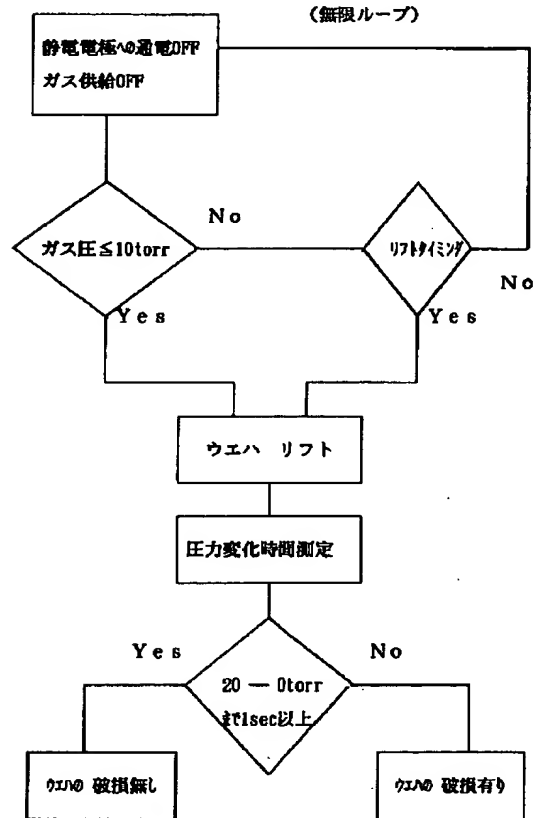 (無限ループ)
静電電極への通電OFF
ガス供給OFF
No
ガス圧≦10torr
リフトタイミング
No
Yes
Yes
ウエハ リフト
圧力変化時間測定
Yes
No
20 — 0torr
まで1sec以上
ウエハの 破損無し
ウエハの 破損有り